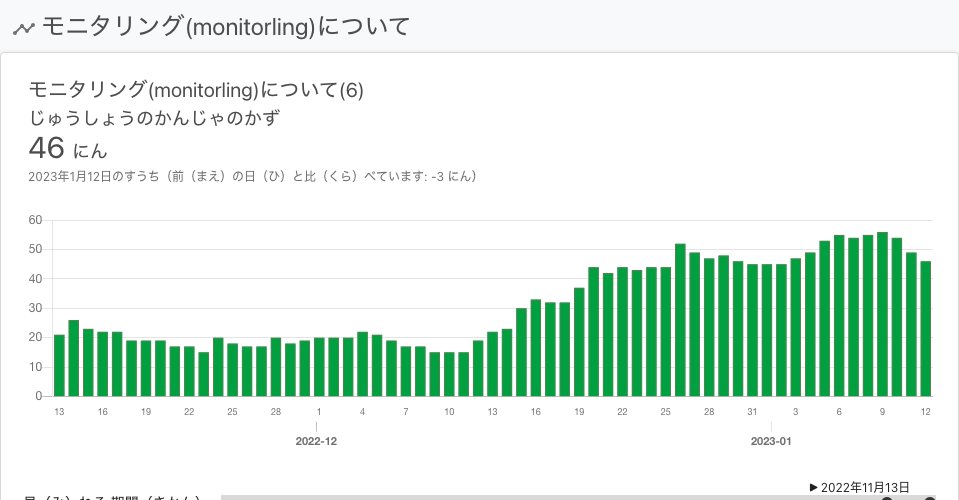 モニタリング(monitorling)について
モニタリング(monitorling)について(6)
じゅうしょうのかんじゃのかず
46 にん
2023年1月12日のすうち（前（まえ）の日（ひ）と比（くら）べています: -3 にん）
60
50
40
30
20
10
0
13 16 19 22 25 28 1 4 7 10 13 16 19 22 25 28 31 3 6 9 12
2022-12 2023-01
▶ 2022年11月13日